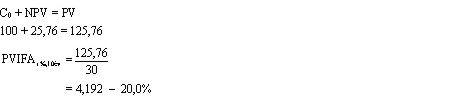 C₀ + NPV = PV
100 + 25,76 = 125,76
PVIFA = 125,76 / 30
= 4,192 – 20,0%